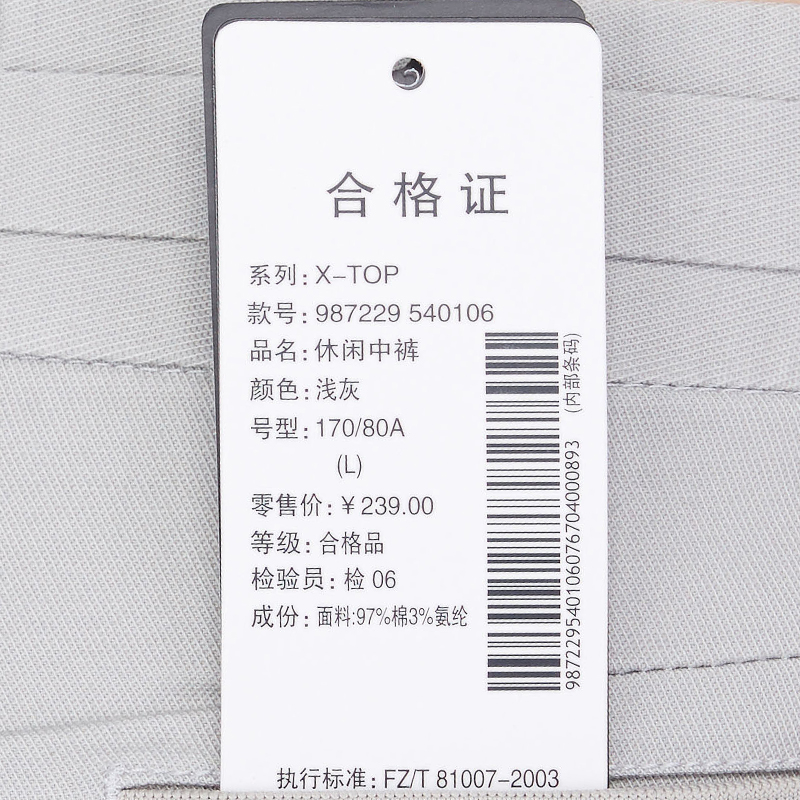 合格证
系列: X-TOP
款号: 987229 540106
品名: 休闲中裤
颜色: 浅灰
号型: 170/80A
(L)
零售价: ¥239.00
等级: 合格品
检验员: 检 06
成份: 面料:97%棉3%氨纶
(内部条码)
98722954010606076704000893
执行标准: FZ/T 81007-2003